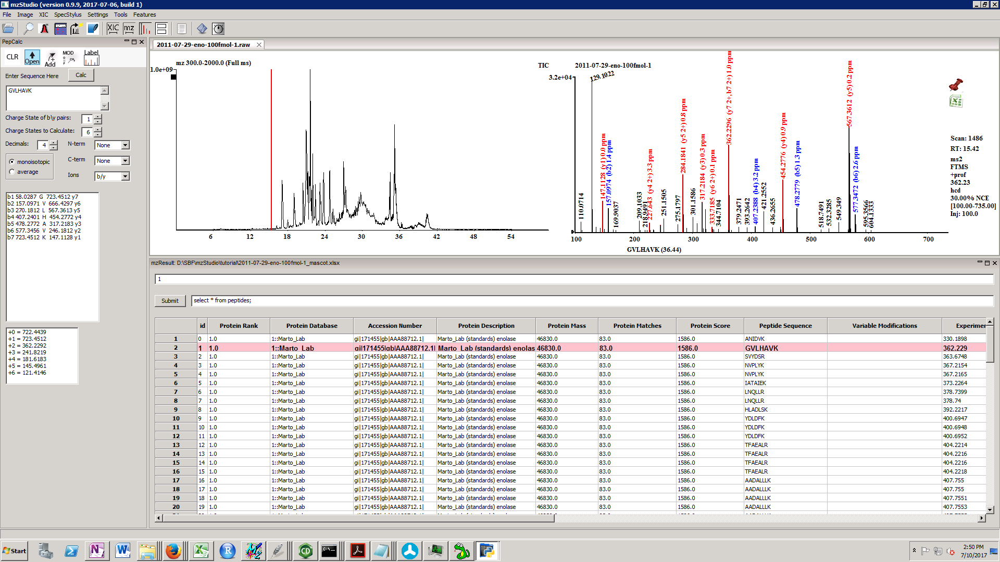 mzStudio (version 0.9.9, 2017-07-06, build 1)
File Image XIC SpecStylus Settings Tools Features
XIC mz
PepCalc
CLR Open Add MOD Label
Enter Sequence Here Calc
GVLHAVK
Charge State of b\y pairs: 1
Charge States to Calculate: 6
Decimals: 4 N-term None
monoisotopic C-term None
average
Ions b/y
b1 58.0287 G 723.4512 y7
b2 157.0971 V 666.4297 y6
b3 270.1812 L 567.3613 y5
b4 407.2401 H 454.2772 y4
b5 478.2772 A 317.2183 y3
b6 577.3456 V 246.1812 y2
b7 723.4512 K 147.1128 y1
+0 = 722.4439
+1 = 723.4512
+2 = 362.2292
+3 = 241.8219
+4 = 181.6183
+5 = 145.4961
+6 = 121.4146
2011-07-29-eno-100fmol-1.raw
mz 300.0-2000.0 (Full ms) TIC
1.0e+09
6 12 18 24 30 36 42 48 54
2011-07-29-eno-100fmol-1
3.2e+04
129.1022
110.0714
147.1128 (y1) 0.0 ppm
157.0974 (b2) 1.4 ppm
169.9037
209.1033
218.9491
227.643 (y4 2+) 3.3 ppm
251.1505
275.1797
284.1841 (y5 2+) 0.8 ppm
301.1586
317.2184 (y3) 0.3 ppm
333.7185 (y6 2+) 0.1 ppm
344.7104
362.2296 (y7 2+, b7 2+) 1.0 ppm
379.2471
393.2642
407.2388 (b4) 3.2 ppm
421.2552
436.2655
454.2776 (y4) 0.9 ppm
478.2779 (b5) 1.3 ppm
518.7491
532.3285
549.349
567.3612 (y5) 0.2 ppm
577.3472 (b6) 2.6 ppm
595.3566
604.1333
100 200 300 400 500 600 700
GVLHAVK (36.44)
Scan: 1486
RT: 15.42
ms2
FTMS
+prof
362.23
hcd
30.00% NCE
[100.00-735.00]
Inj: 100.0
mzResult: D:\SBF\mzStudio\tutorial\2011-07-29-eno-100fmol-1_mascot.xlsx
1
Submit select * from peptides;
id Protein Rank Protein Database Accession Number Protein Description Protein Mass Protein Matches Protein Score Peptide Sequence Variable Modifications Experimen
1 0 1.0 1::Marto_Lab gi|171455|gb|AAA88712.1| Marto_Lab (standards) enolase 46830.0 83.0 1586.0 ANIDVK 330.1898
2 1 1.0 1::Marto_Lab gi|171455|gb|AAA88712.1| Marto_Lab (standards) enolas 46830.0 83.0 1586.0 GVLHAVK 362.229
3 2 1.0 1::Marto_Lab gi|171455|gb|AAA88712.1| Marto_Lab (standards) enolase 46830.0 83.0 1586.0 SVYDSR 363.6748
4 3 1.0 1::Marto_Lab gi|171455|gb|AAA88712.1| Marto_Lab (standards) enolase 46830.0 83.0 1586.0 NVPLYK 367.2154
5 4 1.0 1::Marto_Lab gi|171455|gb|AAA88712.1| Marto_Lab (standards) enolase 46830.0 83.0 1586.0 NVPLYK 367.2165
6 5 1.0 1::Marto_Lab gi|171455|gb|AAA88712.1| Marto_Lab (standards) enolase 46830.0 83.0 1586.0 IATAIEK 373.2264
7 6 1.0 1::Marto_Lab gi|171455|gb|AAA88712.1| Marto_Lab (standards) enolase 46830.0 83.0 1586.0 LNQLLR 378.7399
8 7 1.0 1::Marto_Lab gi|171455|gb|AAA88712.1| Marto_Lab (standards) enolase 46830.0 83.0 1586.0 LNQLLR 378.74
9 8 1.0 1::Marto_Lab gi|171455|gb|AAA88712.1| Marto_Lab (standards) enolase 46830.0 83.0 1586.0 HLADLSK 392.2217
10 9 1.0 1::Marto_Lab gi|171455|gb|AAA88712.1| Marto_Lab (standards) enolase 46830.0 83.0 1586.0 YDLDFK 400.6947
11 10 1.0 1::Marto_Lab gi|171455|gb|AAA88712.1| Marto_Lab (standards) enolase 46830.0 83.0 1586.0 YDLDFK 400.6948
12 11 1.0 1::Marto_Lab gi|171455|gb|AAA88712.1| Marto_Lab (standards) enolase 46830.0 83.0 1586.0 YDLDFK 400.6952
13 12 1.0 1::Marto_Lab gi|171455|gb|AAA88712.1| Marto_Lab (standards) enolase 46830.0 83.0 1586.0 TFAEALR 404.2214
14 13 1.0 1::Marto_Lab gi|171455|gb|AAA88712.1| Marto_Lab (standards) enolase 46830.0 83.0 1586.0 TFAEALR 404.2216
15 14 1.0 1::Marto_Lab gi|171455|gb|AAA88712.1| Marto_Lab (standards) enolase 46830.0 83.0 1586.0 TFAEALR 404.2216
16 15 1.0 1::Marto_Lab gi|171455|gb|AAA88712.1| Marto_Lab (standards) enolase 46830.0 83.0 1586.0 TFAEALR 404.2218
17 16 1.0 1::Marto_Lab gi|171455|gb|AAA88712.1| Marto_Lab (standards) enolase 46830.0 83.0 1586.0 AADALLLK 407.755
18 17 1.0 1::Marto_Lab gi|171455|gb|AAA88712.1| Marto_Lab (standards) enolase 46830.0 83.0 1586.0 AADALLLK 407.755
19 18 1.0 1::Marto_Lab gi|171455|gb|AAA88712.1| Marto_Lab (standards) enolase 46830.0 83.0 1586.0 AADALLLK 407.7551
20 19 1.0 1::Marto_Lab gi|171455|gb|AAA88712.1| Marto_Lab (standards) enolase 46830.0 83.0 1586.0 AADALLLK 407.7553
Start 2:50 PM
7/10/2017